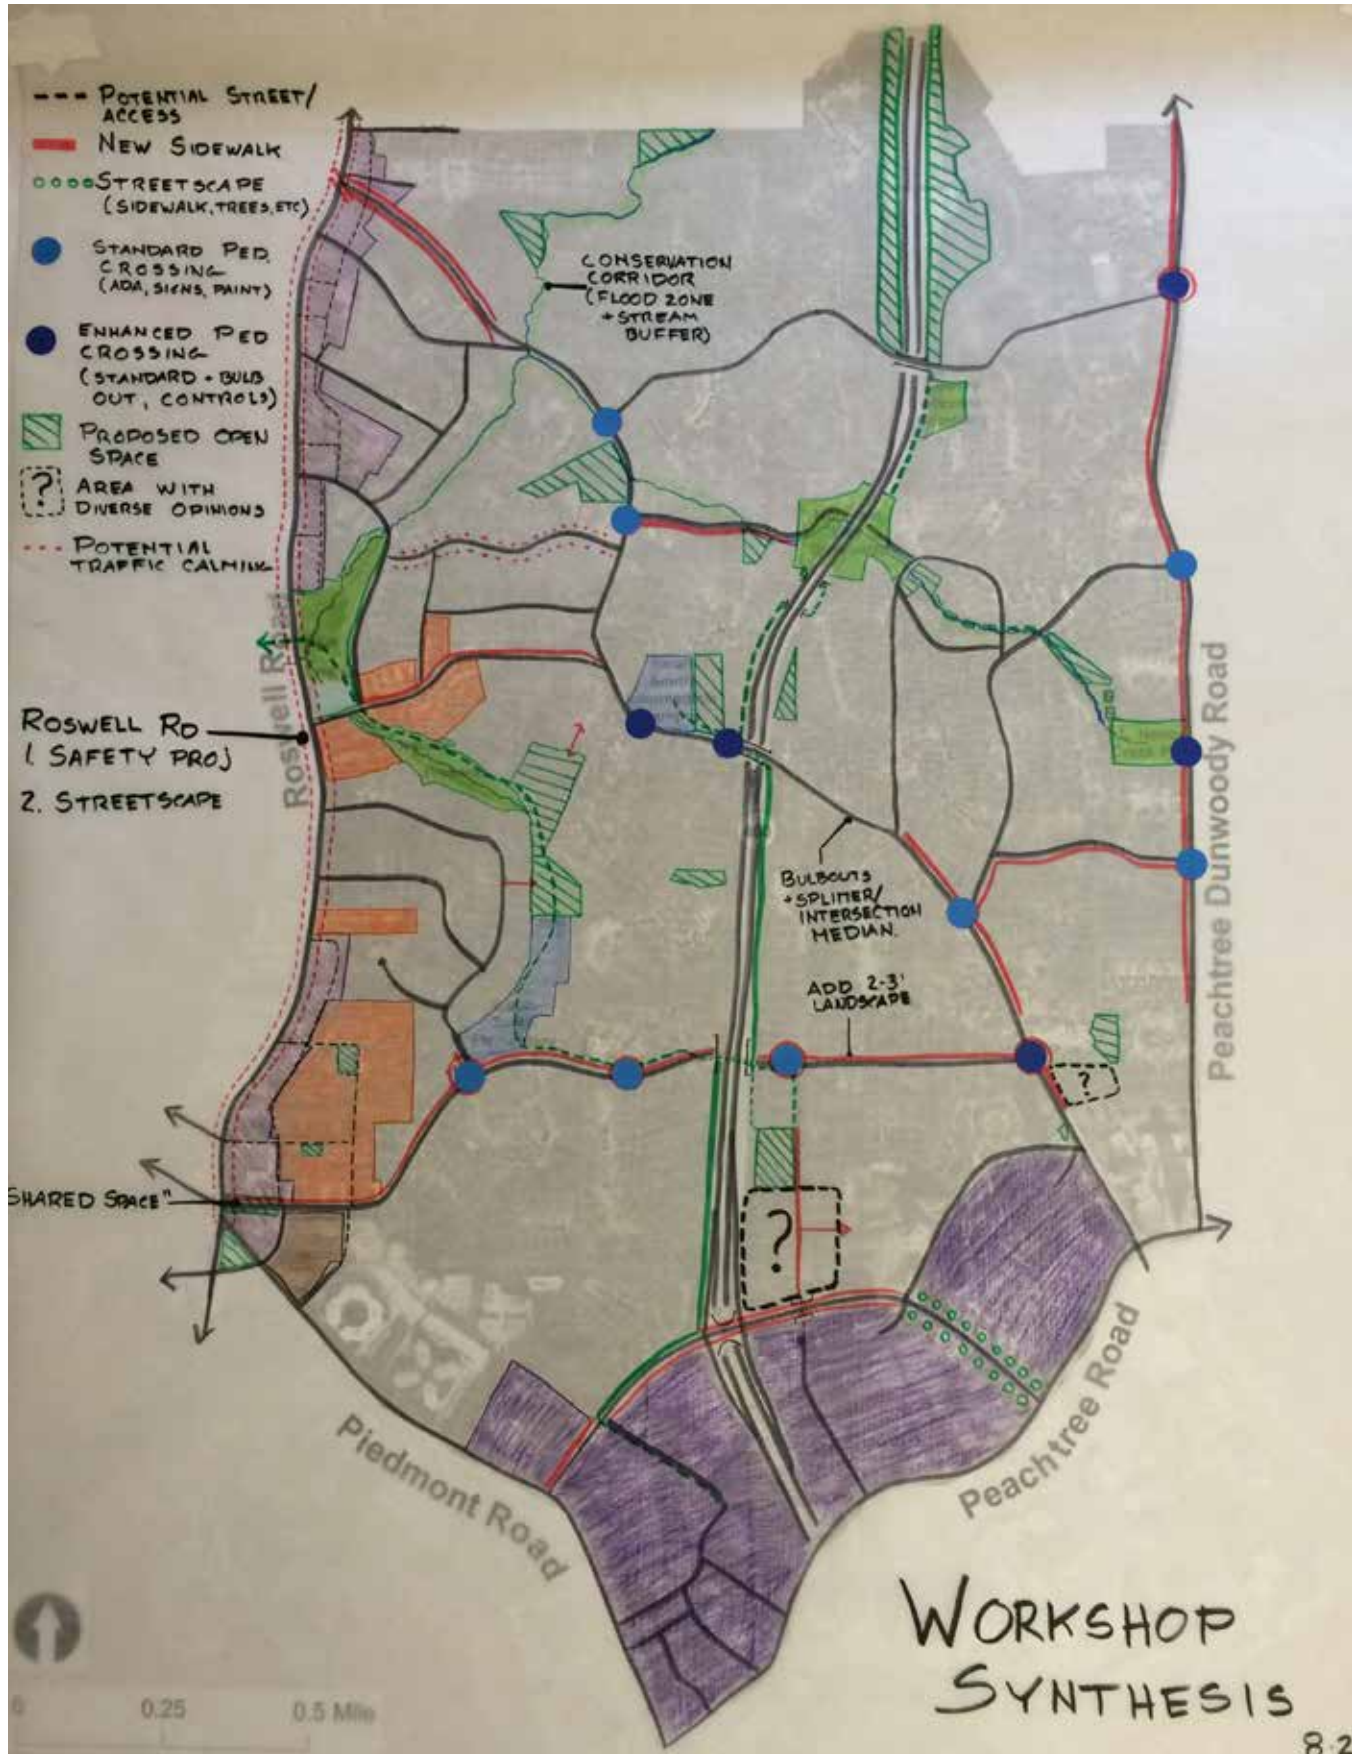 POTENTIAL STREET/
ACCESS
NEW SIDEWALK
STREETSCAPE
(SIDEWALK, TREES, ETC)
STANDARD PED.
CROSSING
(ADA, SIGNS, PAINT)
ENHANCED PED
CROSSING
(STANDARD + BULB
OUT, CONTROLS)
PROPOSED OPEN
SPACE
? AREA WITH
DIVERSE OPINIONS
POTENTIAL
TRAFFIC CALMING
CONSERVATION
CORRIDOR
(FLOOD ZONE
+ STREAM
BUFFER)
Roswell Road
ROSWELL RD
1. SAFETY PROJ
2. STREETSCAPE
Peachtree Dunwoody Road
BULBOUTS
+ SPLITTER/
INTERSECTION
MEDIAN.
ADD 2-3'
LANDSCAPE
?
SHARED SPACE"
?
Piedmont Road
Peachtree Road
WORKSHOP
SYNTHESIS
8.2
0 0.25 0.5 Mile